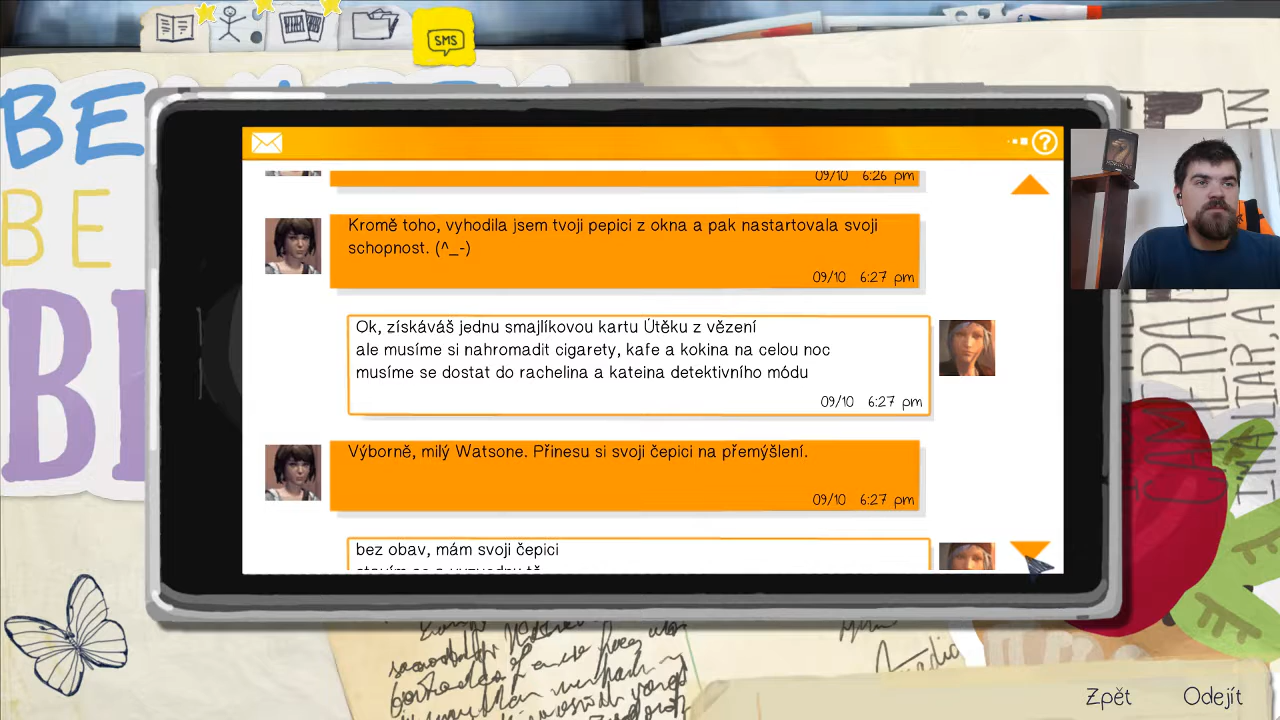 SMS
BE
BE
09/10 6:26 pm
Kromě toho, vyhodila jsem tvoji pepici z okna a pak nastartovala svoji
schopnost. (^_-)
09/10 6:27 pm
Ok, získáváš jednu smajlíkovou kartu Útěku z vězení
ale musíme si nahromadit cigarety, kafe a kokina na celou noc
musíme se dostat do rachelina a kateina detektivního módu
09/10 6:27 pm
Výborně, milý Watsone. Přinesu si svoji čepici na přemýšlení.
09/10 6:27 pm
bez obav, mám svoji čepici
Zpět Odejít